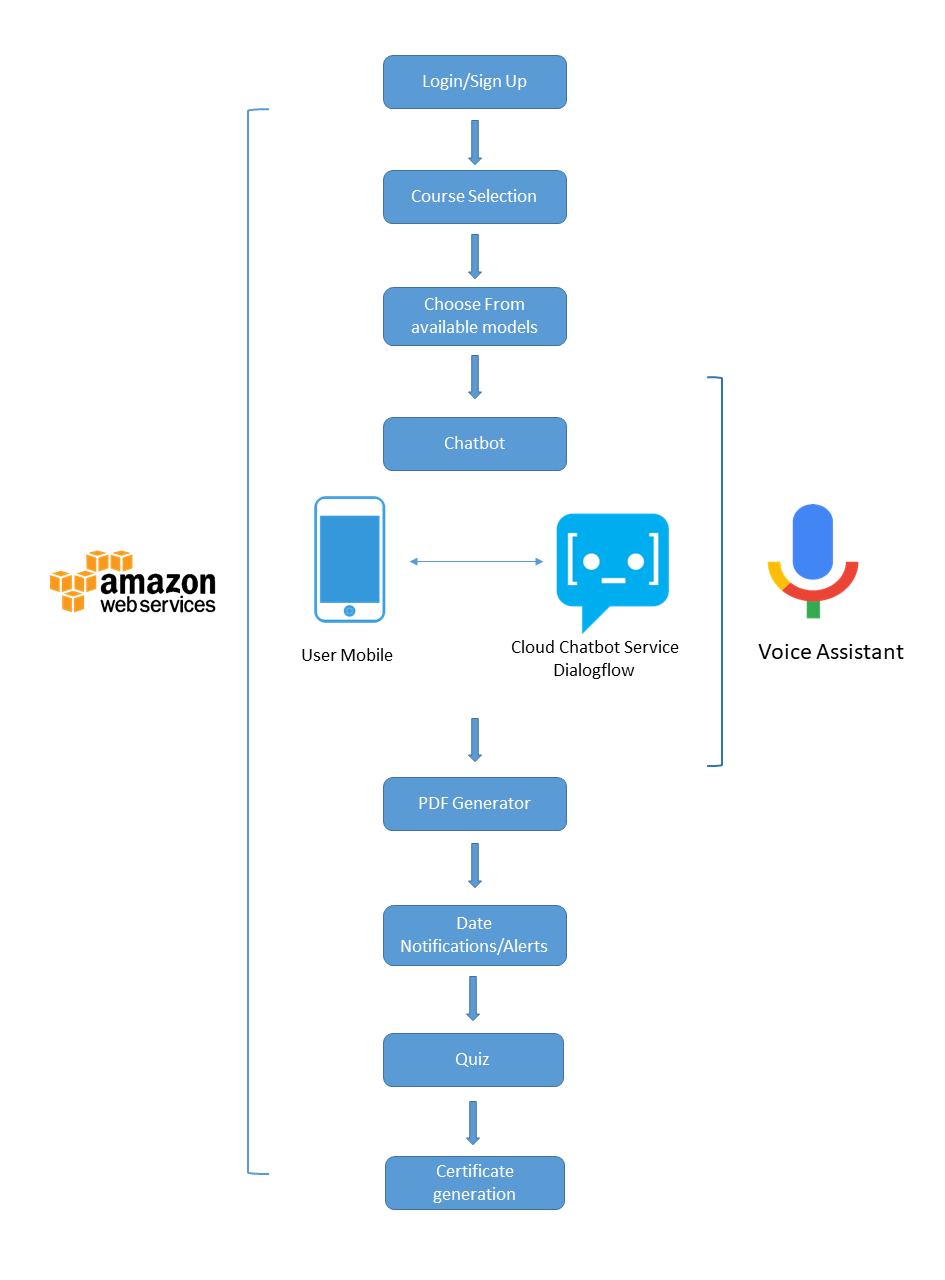 Login/Sign Up
Course Selection
Choose From
available models
Chatbot
amazon
web services
User Mobile
Cloud Chatbot Service
Dialogflow
Voice Assistant
PDF Generator
Date
Notifications/Alerts
Quiz
Certificate
generation